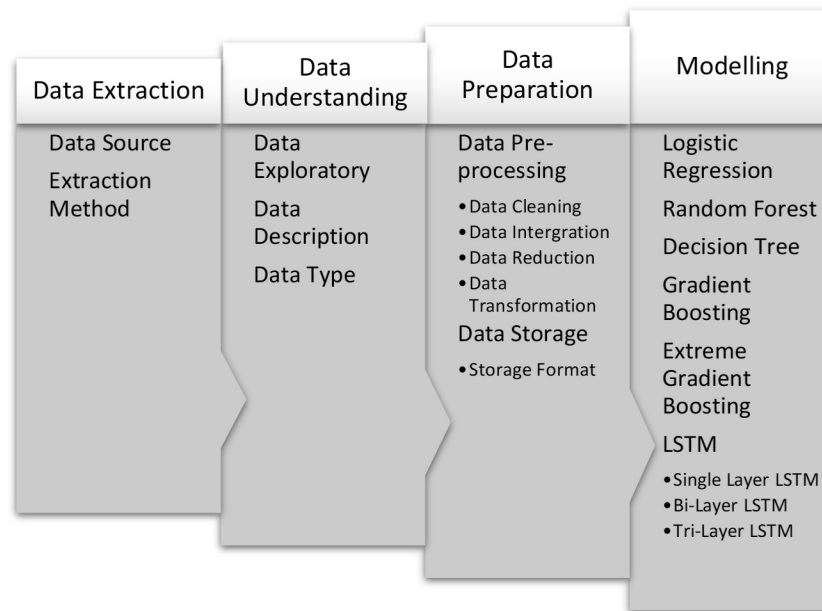 Data Extraction
Data Source
Extraction
Method
Data
Understanding
Data
Exploratory
Data
Description
Data Type
Data
Preparation
Data Pre-
processing
•Data Cleaning
•Data Intergration
•Data Reduction
•Data
Transformation
Data Storage
•Storage Format
Modelling
Logistic
Regression
Random Forest
Decision Tree
Gradient
Boosting
Extreme
Gradient
Boosting
LSTM
•Single Layer LSTM
•Bi-Layer LSTM
•Tri-Layer LSTM